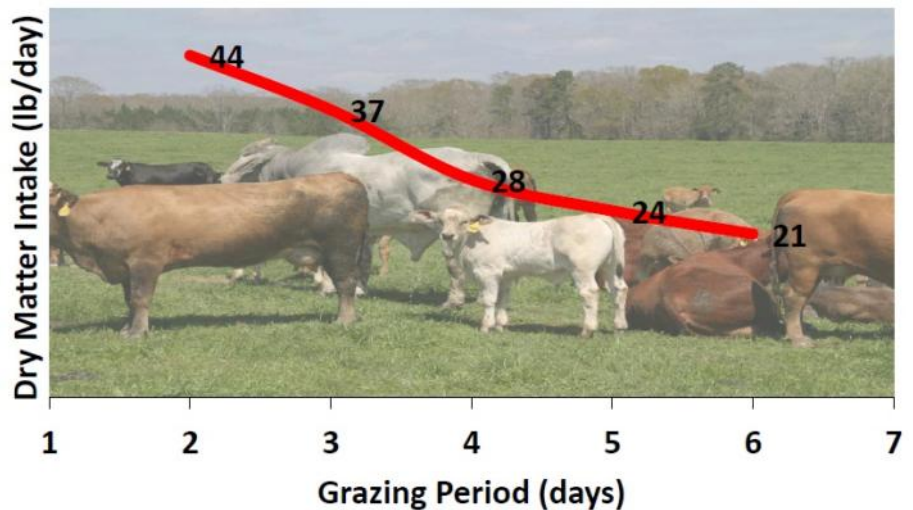 Dry Matter Intake (lb/day)
44
37
28
24
21
1 2 3 4 5 6 7
Grazing Period (days)